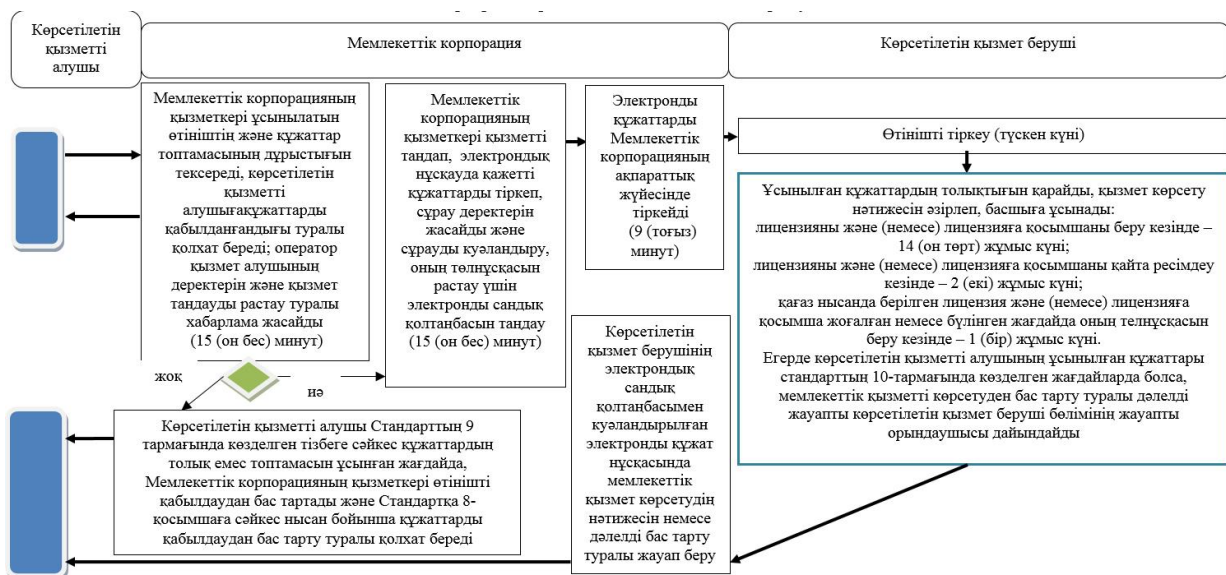 Көрсетілетін
қызметті
алушы
Мемлекеттік корпорация
Көрсетілетін қызмет беруші
Мемлекеттік корпорацияның
қызметкері ұсынылатын
өтініштің және құжаттар
топтамасының дұрыстығын
тексереді, көрсетілетін
қызметті
алушығақұжаттарды
қабылданғандығы туралы
қолхат береді; оператор
қызмет алушының
деректерін және қызмет
таңдауды растау туралы
хабарлама жасайды
(15 (он бес) минут)
Мемлекеттік
корпорацияның
қызметкері қызметті
таңдап, электрондық
нұсқауда қажетті
құжаттарды тіркеп,
сұрау деректерін
жасайды және
сұрауды куәландыру,
оның төлнұсқасын
растау үшін
электронды сандық
қолтаңбасын таңдау
(15 (он бес) минут)
Электронды
құжаттарды
Мемлекеттік
корпорацияның
ақпараттық
жүйесінде
тіркейді
(9 (тоғыз)
минут)
Өтінішті тіркеу (түскен күні)
Ұсынылған құжаттардың толықтығын қарайды, қызмет көрсету
нәтижесін әзірлеп, басшыға ұсынады:
лицензияны және (немесе) лицензияға қосымшаны беру кезінде –
14 (он төрт) жұмыс күні;
лицензияны және (немесе) лицензияға қосымшаны қайта ресімдеу
кезінде – 2 (екі) жұмыс күні;
қағаз нысанда берілген лицензия және (немесе) лицензияға
қосымша жоғалған немесе бүлінген жағдайда оның телнұсқасын
беру кезінде – 1 (бір) жұмыс күні.
Егерде көрсетілетін қызметті алушының ұсынылған құжаттары
стандарттың 10-тармағында көзделген жағдайларда болса,
мемлекеттік қызметті көрсетуден бас тарту туралы дәлелді
жауапты көрсетілетін қызмет беруші бөлімінің жауапты
орындаушысы дайындайды
жоқ
иә
Көрсетілетін қызметті алушы Стандарттың 9
тармағында көзделген тізбеге сәйкес құжаттардың
толық емес топтамасын ұсынған жағдайда,
Мемлекеттік корпорацияның қызметкері өтінішті
қабылдаудан бас тартады және Стандартқа 8-
қосымшаға сәйкес нысан бойынша құжаттарды
қабылдаудан бас тарту туралы қолхат береді
Көрсетілетін
қызмет берушінің
электрондық
сандық
қолтаңбасымен
куәландырылған
электронды құжат
нұсқасында
мемлекеттік
қызмет көрсетудің
нәтижесін немесе
дәлелді бас тарту
туралы жауап беру